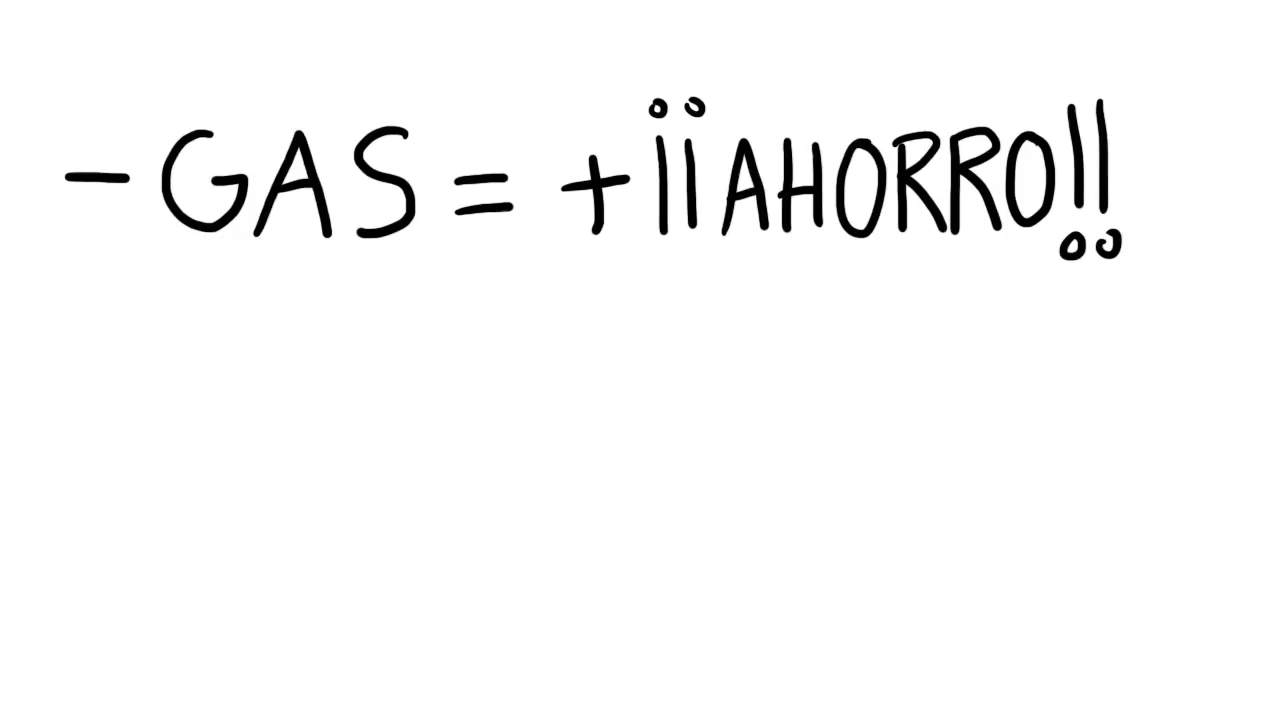 - GAS = + ¡¡AHORRO!!